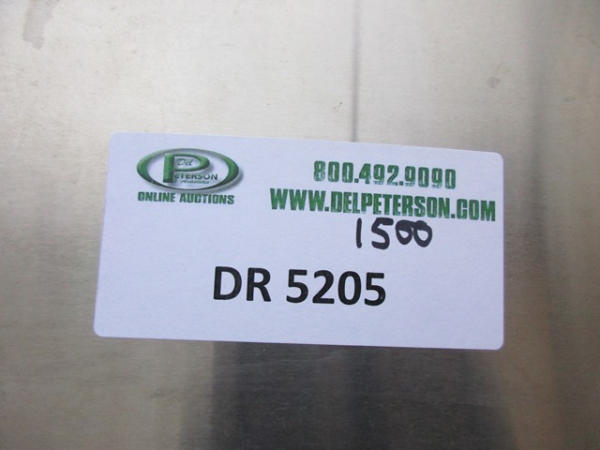 Del
PETERSON
ONLINE AUCTIONS
800.492.9090
WWW.DELPETERSON.COM
1500
DR 5205